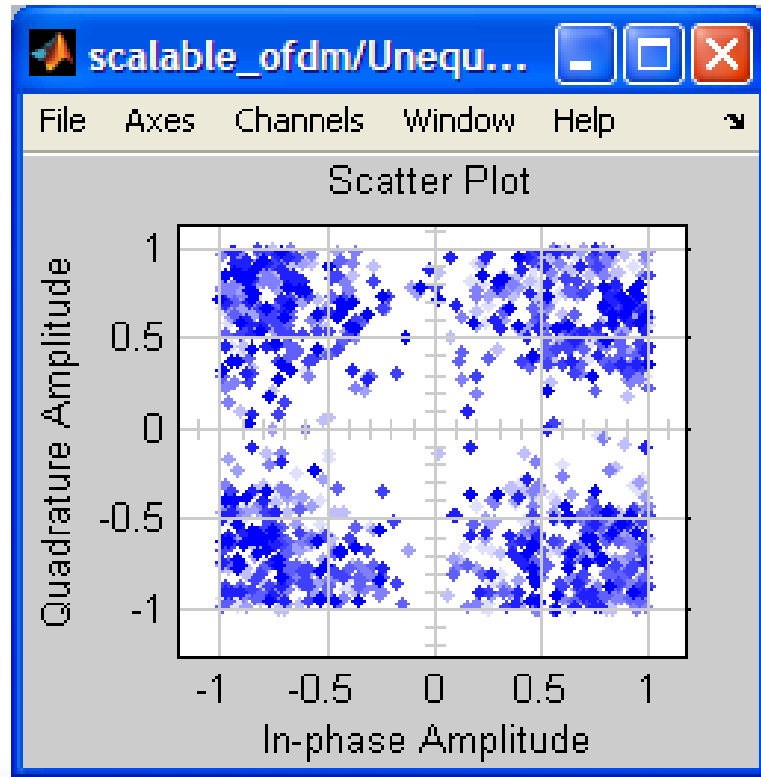 scalable_ofdm/Unequ...
File Axes Channels Window Help
Scatter Plot
Quadrature Amplitude
1
0.5
0
-0.5
-1
-1 -0.5 0 0.5 1
In-phase Amplitude